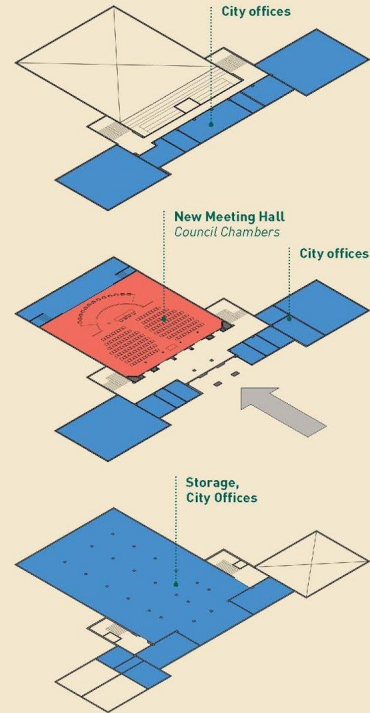 City offices
New Meeting Hall
Council Chambers
City offices
Storage,
City Offices